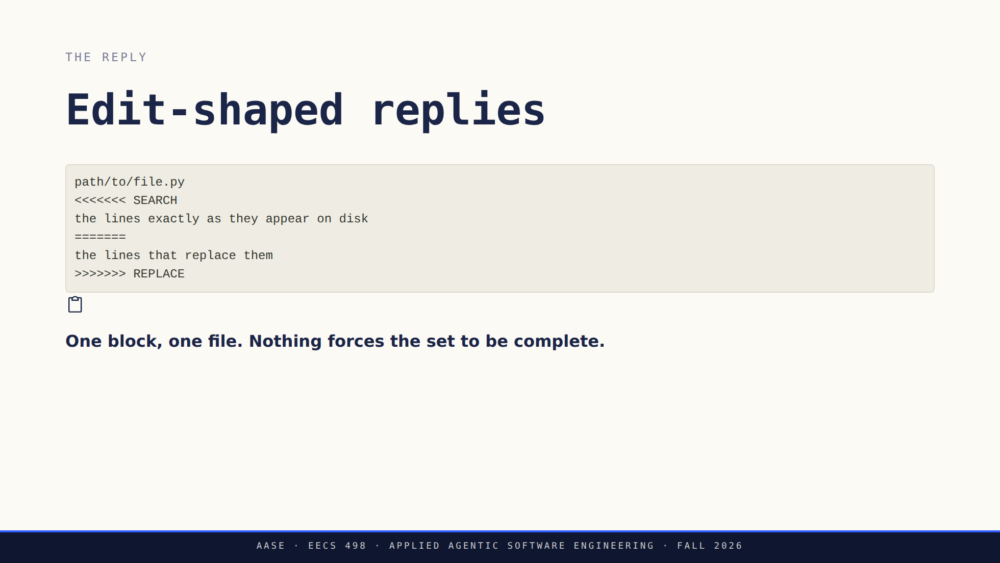 THE REPLY
Edit-shaped replies
path/to/file.py
<<<<<<< SEARCH
the lines exactly as they appear on disk
=======
the lines that replace them
>>>>>>> REPLACE
One block, one file. Nothing forces the set to be complete.
AASE · EECS 498 · APPLIED AGENTIC SOFTWARE ENGINEERING · FALL 2026